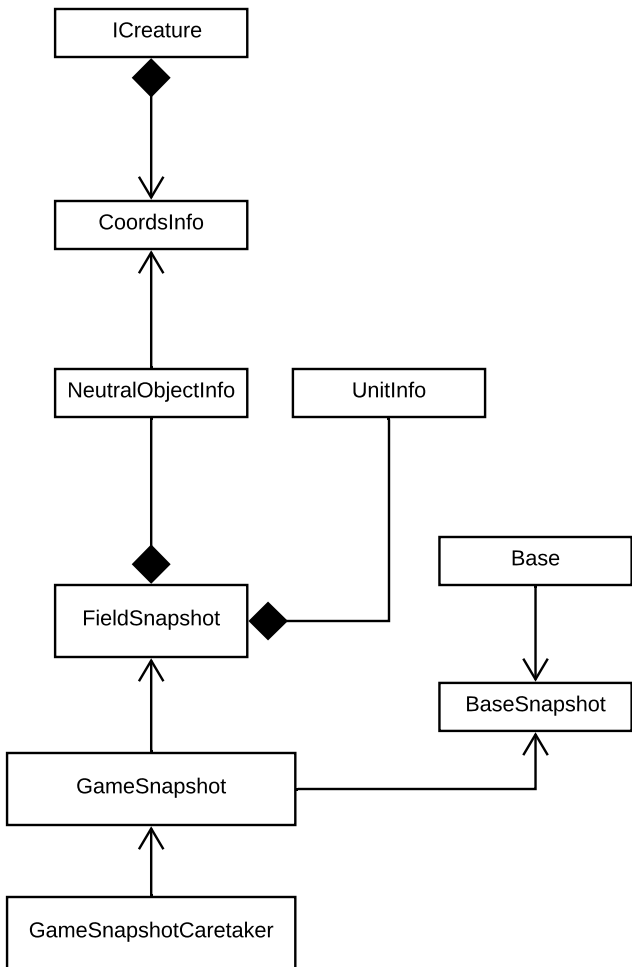 ICreature
CoordsInfo
NeutralObjectInfo
UnitInfo
Base
FieldSnapshot
BaseSnapshot
GameSnapshot
GameSnapshotCaretaker